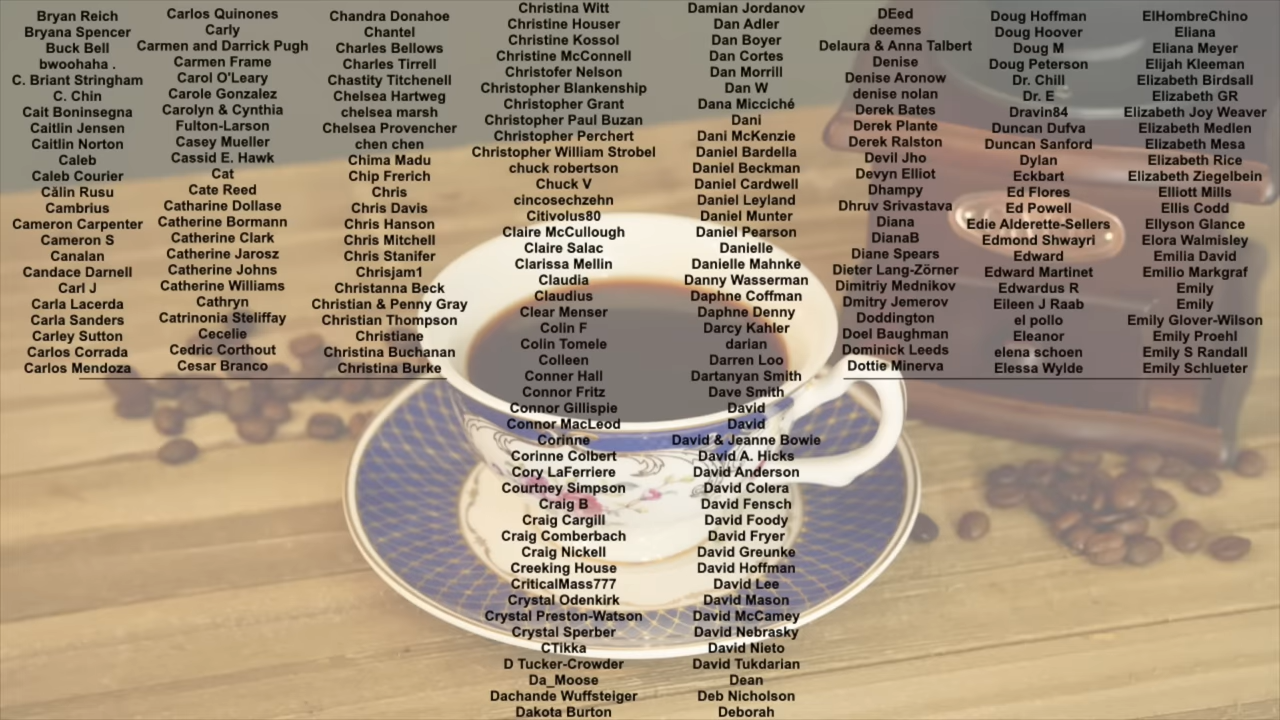 Bryan Reich
Bryana Spencer
Buck Bell
bwoohaha .
C. Briant Stringham
C. Chin
Cait Boninsegna
Caitlin Jensen
Caitlin Norton
Caleb
Caleb Courier
Călin Rusu
Cambrius
Cameron Carpenter
Cameron S
Canalan
Candace Darnell
Carl J
Carla Lacerda
Carla Sanders
Carley Sutton
Carlos Corrada
Carlos Mendoza
Carlos Quinones
Carly
Carmen and Darrick Pugh
Carmen Frame
Carol O'Leary
Carole Gonzalez
Carolyn & Cynthia
Fulton-Larson
Casey Mueller
Cassid E. Hawk
Cat
Cate Reed
Catharine Dollase
Catherine Bormann
Catherine Clark
Catherine Jarosz
Catherine Johns
Catherine Williams
Cathryn
Catrinonia Steliffay
Cecelie
Cedric Corthout
Cesar Branco
Chandra Donahoe
Chantel
Charles Bellows
Charles Tirrell
Chastity Titchenell
Chelsea Hartweg
chelsea marsh
Chelsea Provencher
chen chen
Chima Madu
Chip Frerich
Chris
Chris Davis
Chris Hanson
Chris Mitchell
Chris Stanifer
Chrisjam1
Christanna Beck
Christian & Penny Gray
Christian Thompson
Christiane
Christina Buchanan
Christina Burke
Christina Witt
Christine Houser
Christine Kossol
Christine McConnell
Christofer Nelson
Christopher Blankenship
Christopher Grant
Christopher Paul Buzan
Christopher Perchert
Christopher William Strobel
chuck robertson
Chuck V
cincosechzehn
Citivolus80
Claire McCullough
Claire Salac
Clarissa Mellin
Claudia
Claudius
Clear Menser
Colin F
Colin Tomele
Colleen
Conner Hall
Connor Fritz
Connor Gillispie
Connor MacLeod
Corinne
Corinne Colbert
Cory LaFerriere
Courtney Simpson
Craig B
Craig Cargill
Craig Comberbach
Craig Nickell
Creeking House
CriticalMass777
Crystal Odenkirk
Crystal Preston-Watson
Crystal Sperber
CTikka
D Tucker-Crowder
Da_Moose
Dachande Wuffsteiger
Dakota Burton
Damian Jordanov
Dan Adler
Dan Boyer
Dan Cortes
Dan Morrill
Dan W
Dana Micciché
Dani
Dani McKenzie
Daniel Bardella
Daniel Beckman
Daniel Cardwell
Daniel Leyland
Daniel Munter
Daniel Pearson
Danielle
Danielle Mahnke
Danny Wasserman
Daphne Coffman
Daphne Denny
Darcy Kahler
darian
Darren Loo
Dartanyan Smith
Dave Smith
David
David
David & Jeanne Bowie
David A. Hicks
David Anderson
David Colera
David Fensch
David Foody
David Fryer
David Greunke
David Hoffman
David Lee
David Mason
David McCamey
David Nebrasky
David Nieto
David Tukdarian
Dean
Deb Nicholson
Deborah
DEed
deemes
Delaura & Anna Talbert
Denise
Denise Aronow
denise nolan
Derek Bates
Derek Plante
Derek Ralston
Devil Jho
Devyn Elliot
Dhampy
Dhruv Srivastava
Diana
DianaB
Diane Spears
Dieter Lang-Zörner
Dimitriy Mednikov
Dmitry Jemerov
Doddington
Doel Baughman
Dominick Leeds
Dottie Minerva
Doug Hoffman
Doug Hoover
Doug M
Doug Peterson
Dr. Chill
Dr. E
Dravin84
Duncan Dufva
Duncan Sanford
Dylan
Eckbart
Ed Flores
Ed Powell
Edie Alderette-Sellers
Edmond Shwayri
Edward
Edward Martinet
Edwardus R
Eileen J Raab
el pollo
Eleanor
elena schoen
Elessa Wylde
ElHombreChino
Eliana
Eliana Meyer
Elijah Kleeman
Elizabeth Birdsall
Elizabeth GR
Elizabeth Joy Weaver
Elizabeth Medlen
Elizabeth Mesa
Elizabeth Rice
Elizabeth Ziegelbein
Elliott Mills
Ellis Codd
Ellyson Glance
Elora Walmisley
Emilia David
Emilio Markgraf
Emily
Emily
Emily Glover-Wilson
Emily Proehl
Emily S Randall
Emily Schlueter